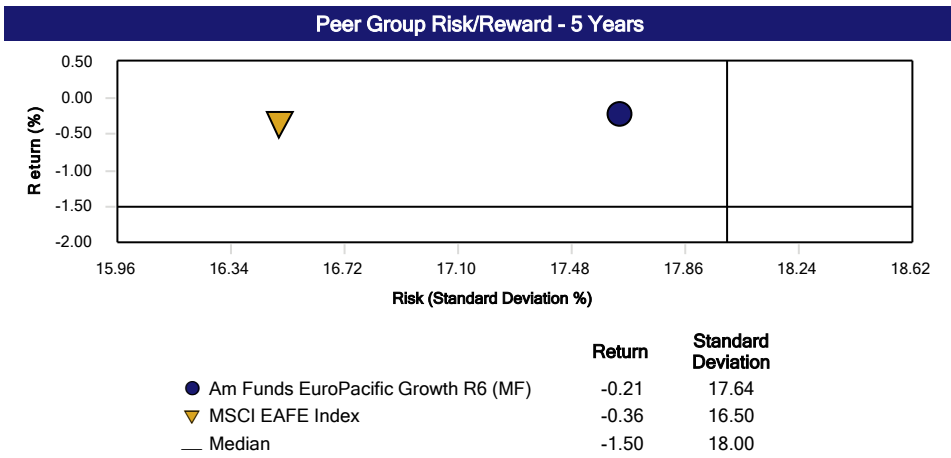 Peer Group Risk/Reward - 5 Years
0.50
0.00
-0.50
-1.00
-1.50
-2.00
Return (%)
15.96 16.34 16.72 17.10 17.48 17.86 18.24 18.62
Risk (Standard Deviation %)
Return Standard Deviation
Am Funds EuroPacific Growth R6 (MF) -0.21 17.64
MSCI EAFE Index -0.36 16.50
Median -1.50 18.00